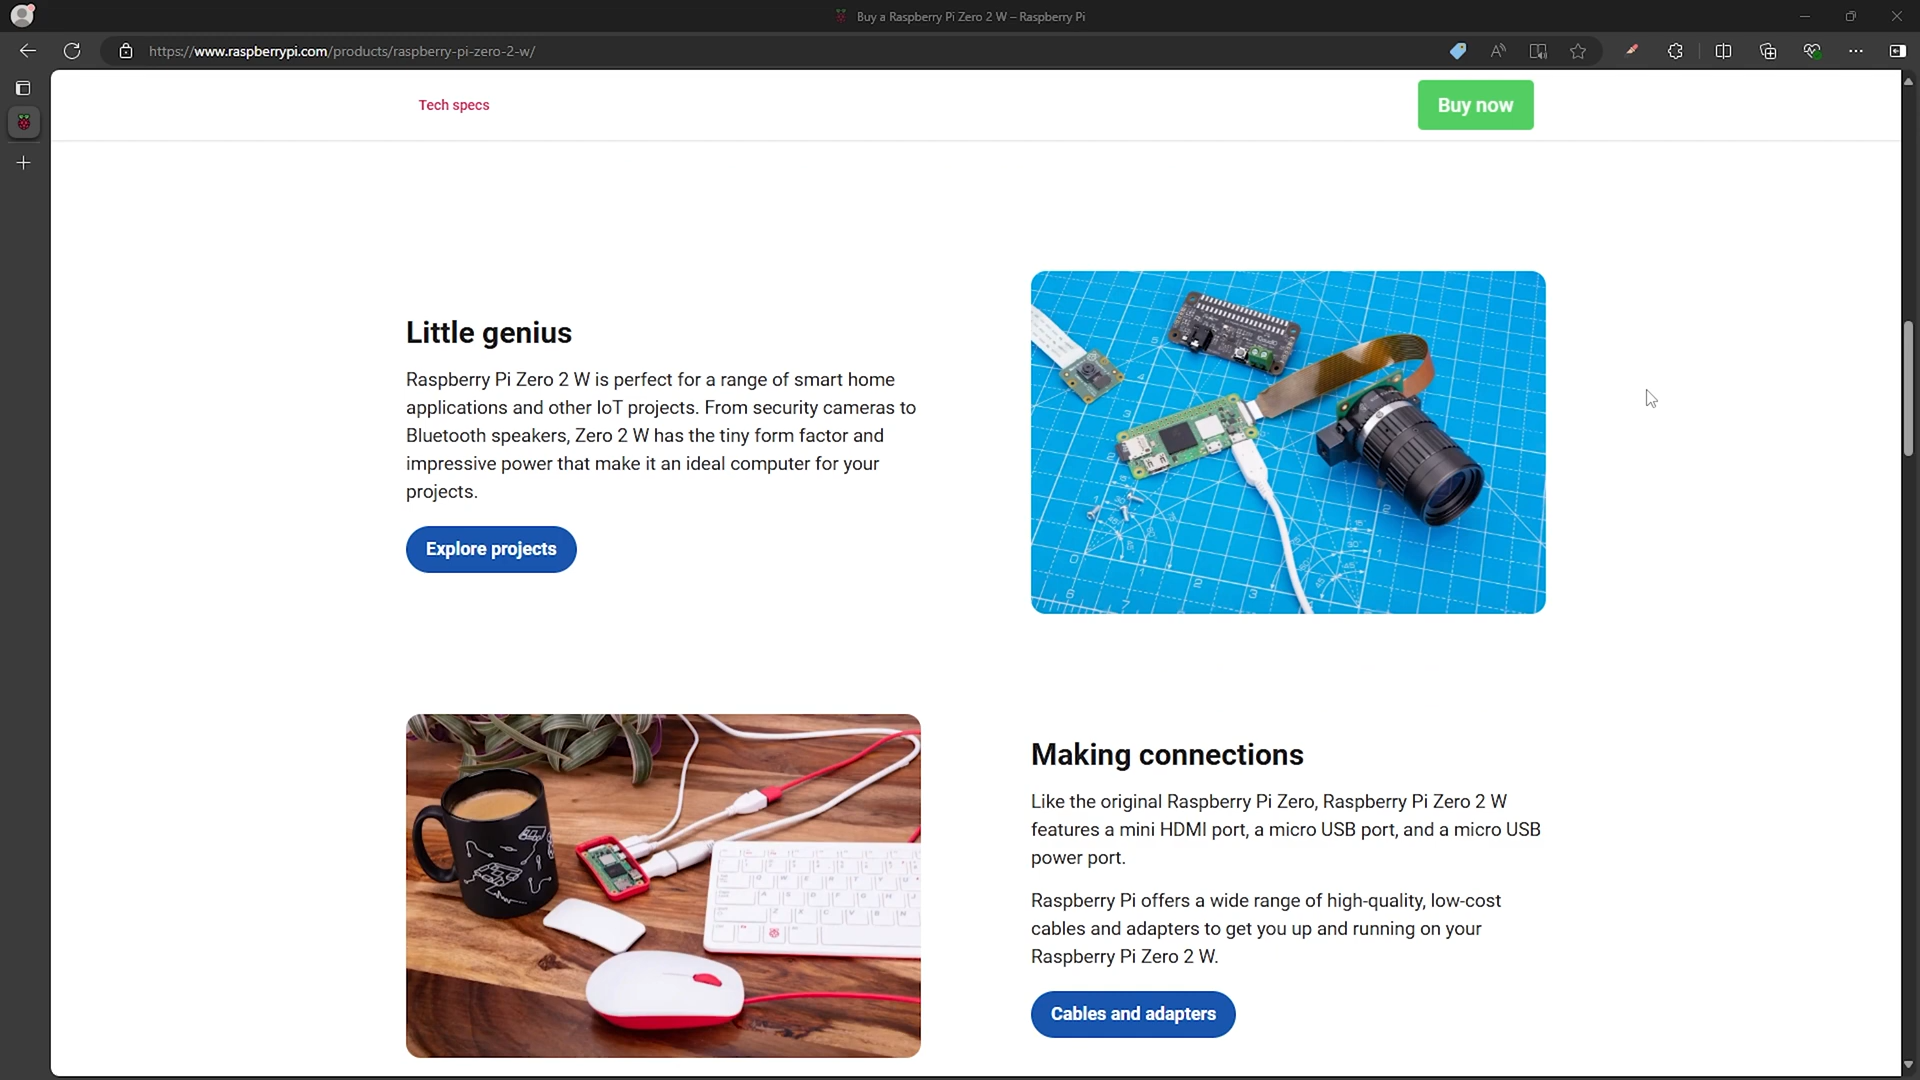 Buy a Raspberry Pi Zero 2 W – Raspberry Pi
https://www.raspberrypi.com/products/raspberry-pi-zero-2-w/
Tech specs
Buy now
Little genius
Raspberry Pi Zero 2 W is perfect for a range of smart home
applications and other IoT projects. From security cameras to
Bluetooth speakers, Zero 2 W has the tiny form factor and
impressive power that make it an ideal computer for your
projects.
Explore projects
Making connections
Like the original Raspberry Pi Zero, Raspberry Pi Zero 2 W
features a mini HDMI port, a micro USB port, and a micro USB
power port.
Raspberry Pi offers a wide range of high-quality, low-cost
cables and adapters to get you up and running on your
Raspberry Pi Zero 2 W.
Cables and adapters